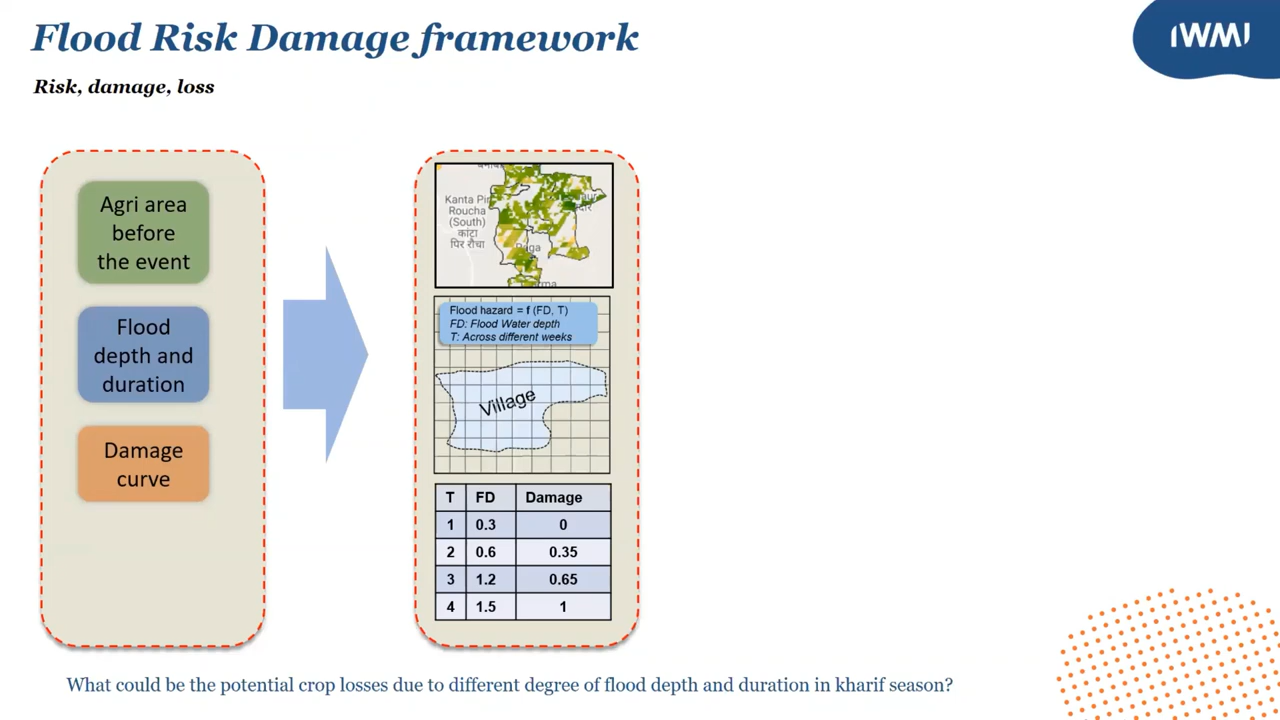 Flood Risk Damage framework
IWMI
Risk, damage, loss
Agri area
before
the event
Flood
depth and
duration
Damage
curve
Kanta Pir
Roucha
(South)
कांटा
पिर रौचा
Paga
Flood hazard = f (FD, T)
FD: Flood Water depth
T: Across different weeks
Village
T FD Damage
1 0.3 0
2 0.6 0.35
3 1.2 0.65
4 1.5 1
What could be the potential crop losses due to different degree of flood depth and duration in kharif season?